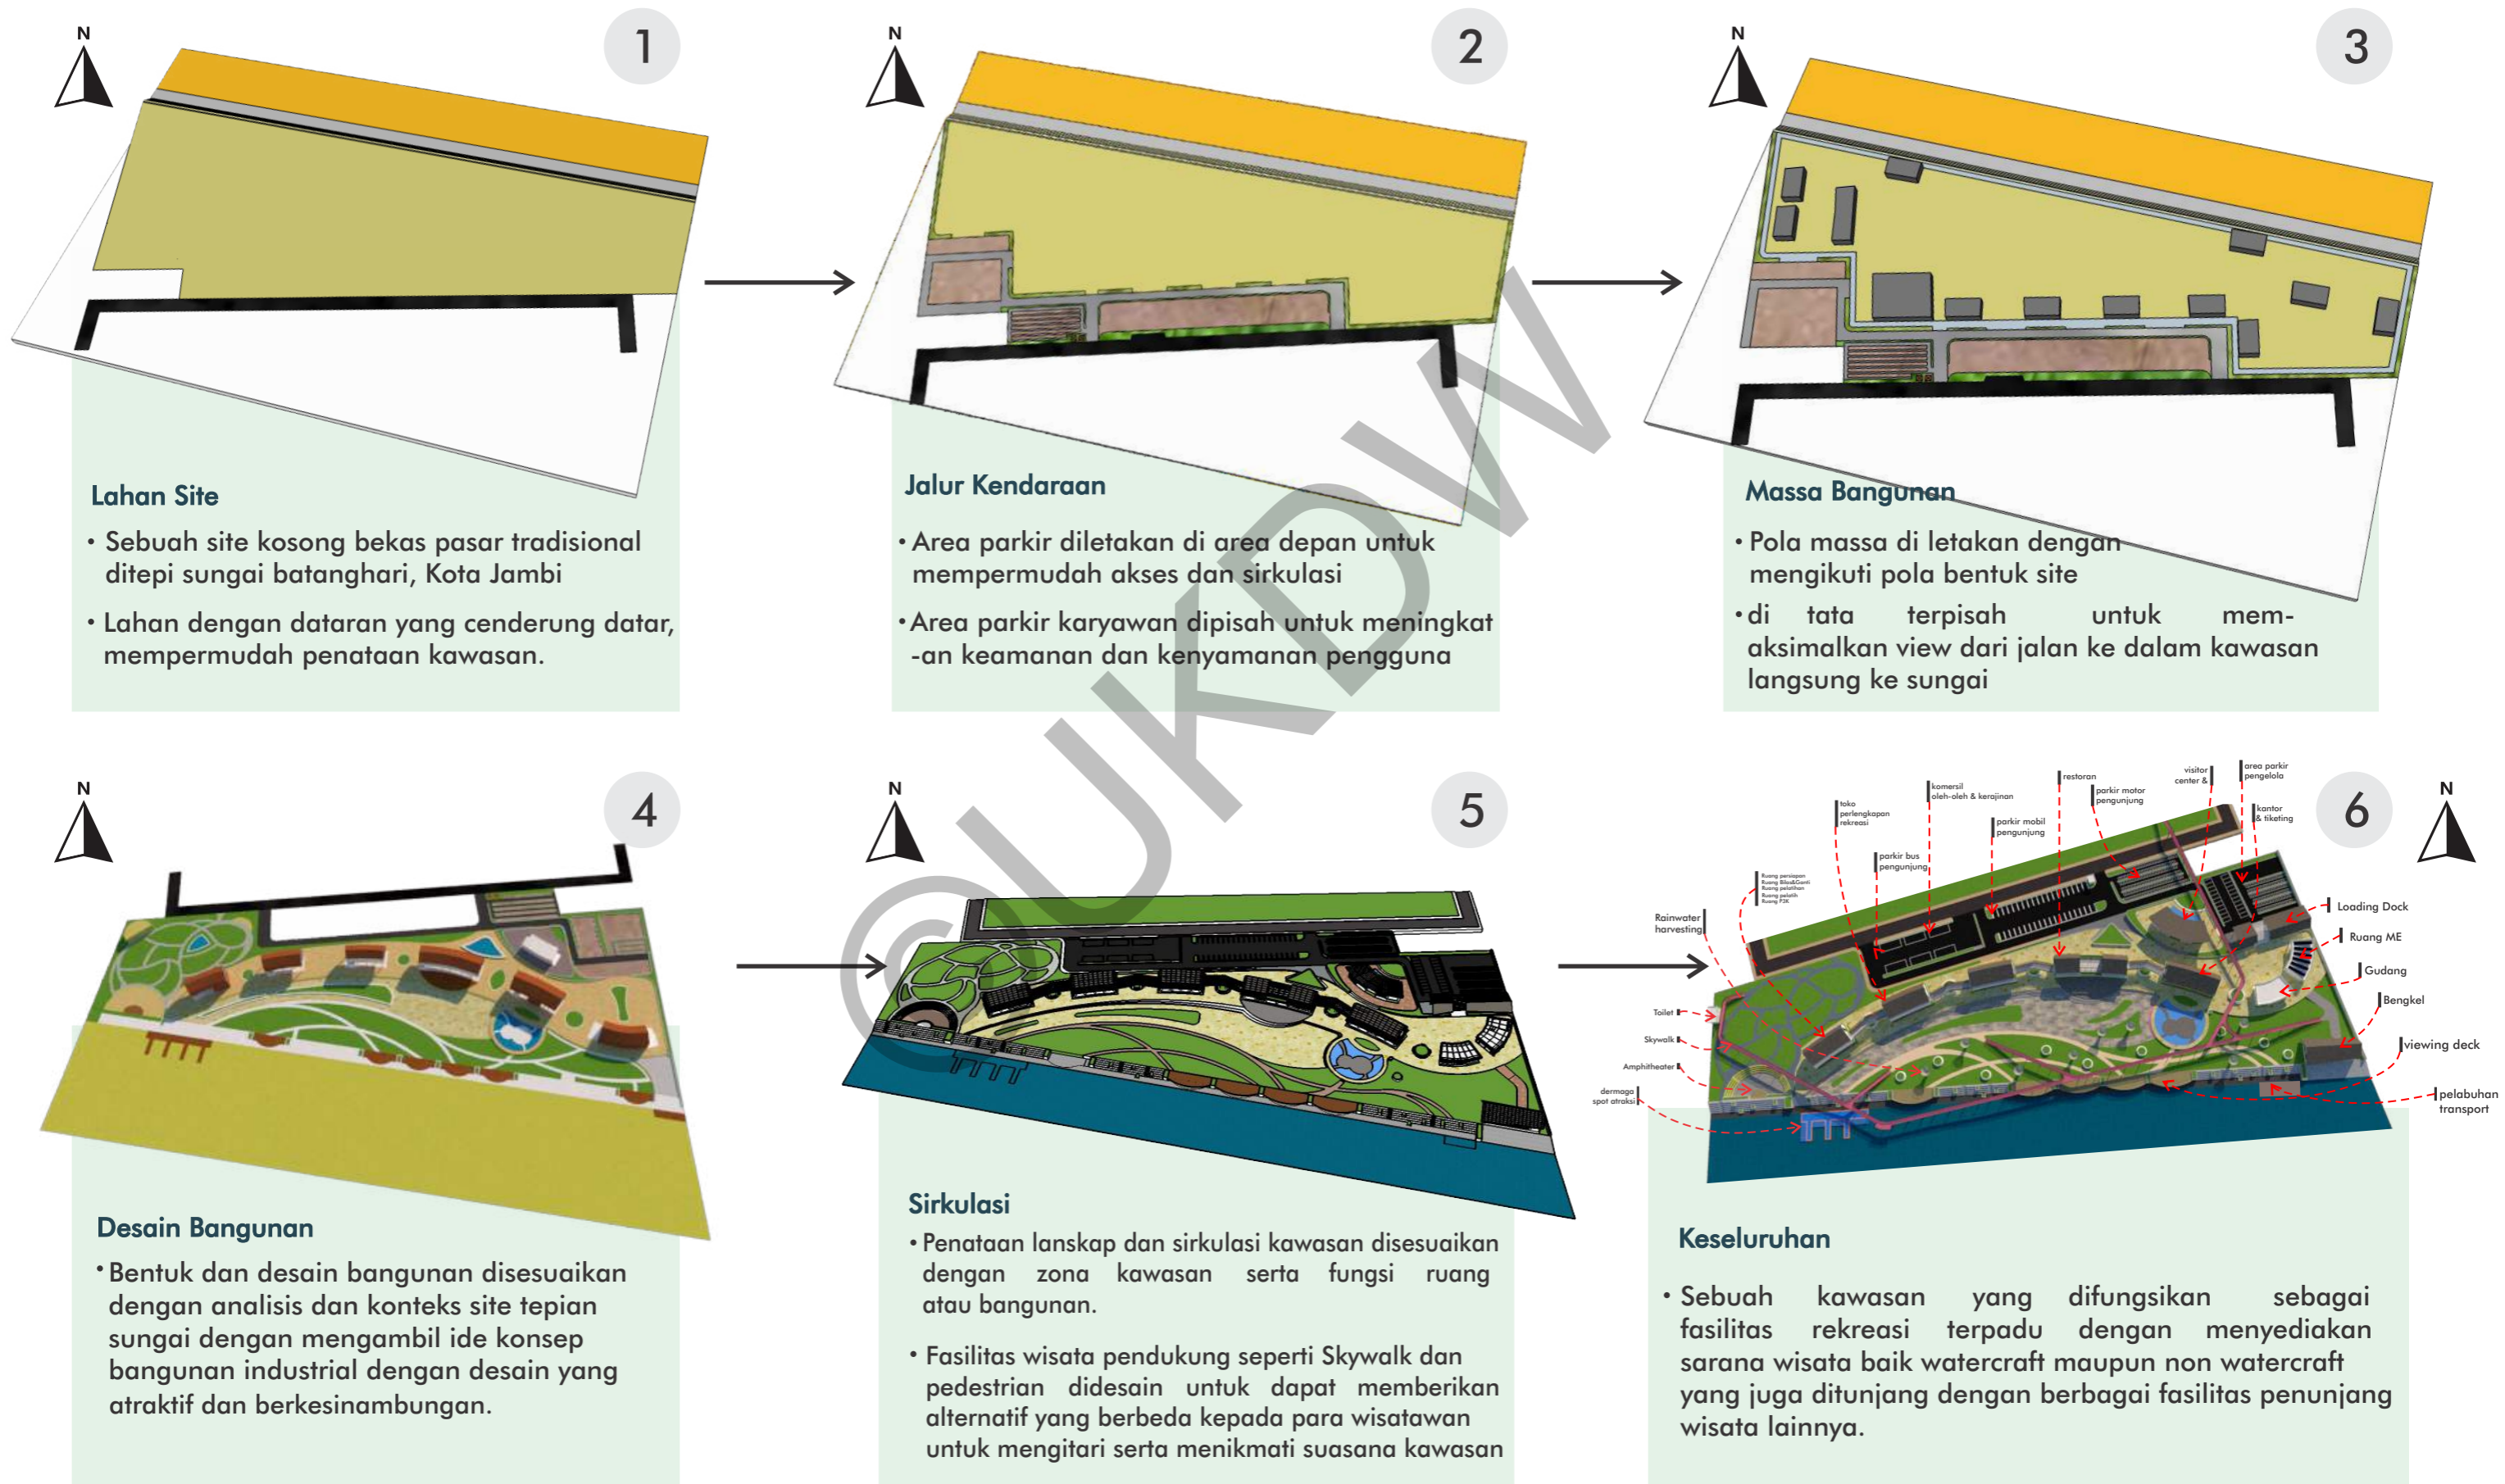 N
1
N
2
N
3
Lahan Site
• Sebuah site kosong bekas pasar tradisional
ditepi sungai batanghari, Kota Jambi
• Lahan dengan dataran yang cenderung datar,
mempermudah penataan kawasan.
Jalur Kendaraan
• Area parkir diletakan di area depan untuk
mempermudah akses dan sirkulasi
• Area parkir karyawan dipisah untuk meningkat
-an keamanan dan kenyamanan pengguna
Massa Bangunan
• Pola massa di letakan dengan
mengikuti pola bentuk site
• di tata terpisah untuk mem-
aksimalkan view dari jalan ke dalam kawasan
langsung ke sungai
©UKDW
N
4
N
5
N
6
Desain Bangunan
• Bentuk dan desain bangunan disesuaikan
dengan analisis dan konteks site tepian
sungai dengan mengambil ide konsep
bangunan industrial dengan desain yang
atraktif dan berkesinambungan.
Sirkulasi
• Penataan lanskap dan sirkulasi kawasan disesuaikan
dengan zona kawasan serta fungsi ruang
atau bangunan.
• Fasilitas wisata pendukung seperti Skywalk dan
pedestrian didesain untuk dapat memberikan
alternatif yang berbeda kepada para wisatawan
untuk mengitari serta menikmati suasana kawasan
toko
perlengkapan
rekreasi
komersil
oleh-oleh & kerajinan
parkir bus
pengunjung
parkir mobil
pengunjung
restoran
parkir motor
pengunjung
visitor
center &
area parkir
pengelola
kantor
& tiketing
Ruang persiapan
Ruang Bilas&Ganti
Ruang pelatihan
Ruang pelatih
Ruang P3K
Rainwater
harvesting
Toilet
Skywalk
Amphitheater
dermaga
spot atraksi
Loading Dock
Ruang ME
Gudang
Bengkel
viewing deck
pelabuhan
transport
Keseluruhan
• Sebuah kawasan yang difungsikan sebagai
fasilitas rekreasi terpadu dengan menyediakan
sarana wisata baik watercraft maupun non watercraft
yang juga ditunjang dengan berbagai fasilitas penunjang
wisata lainnya.